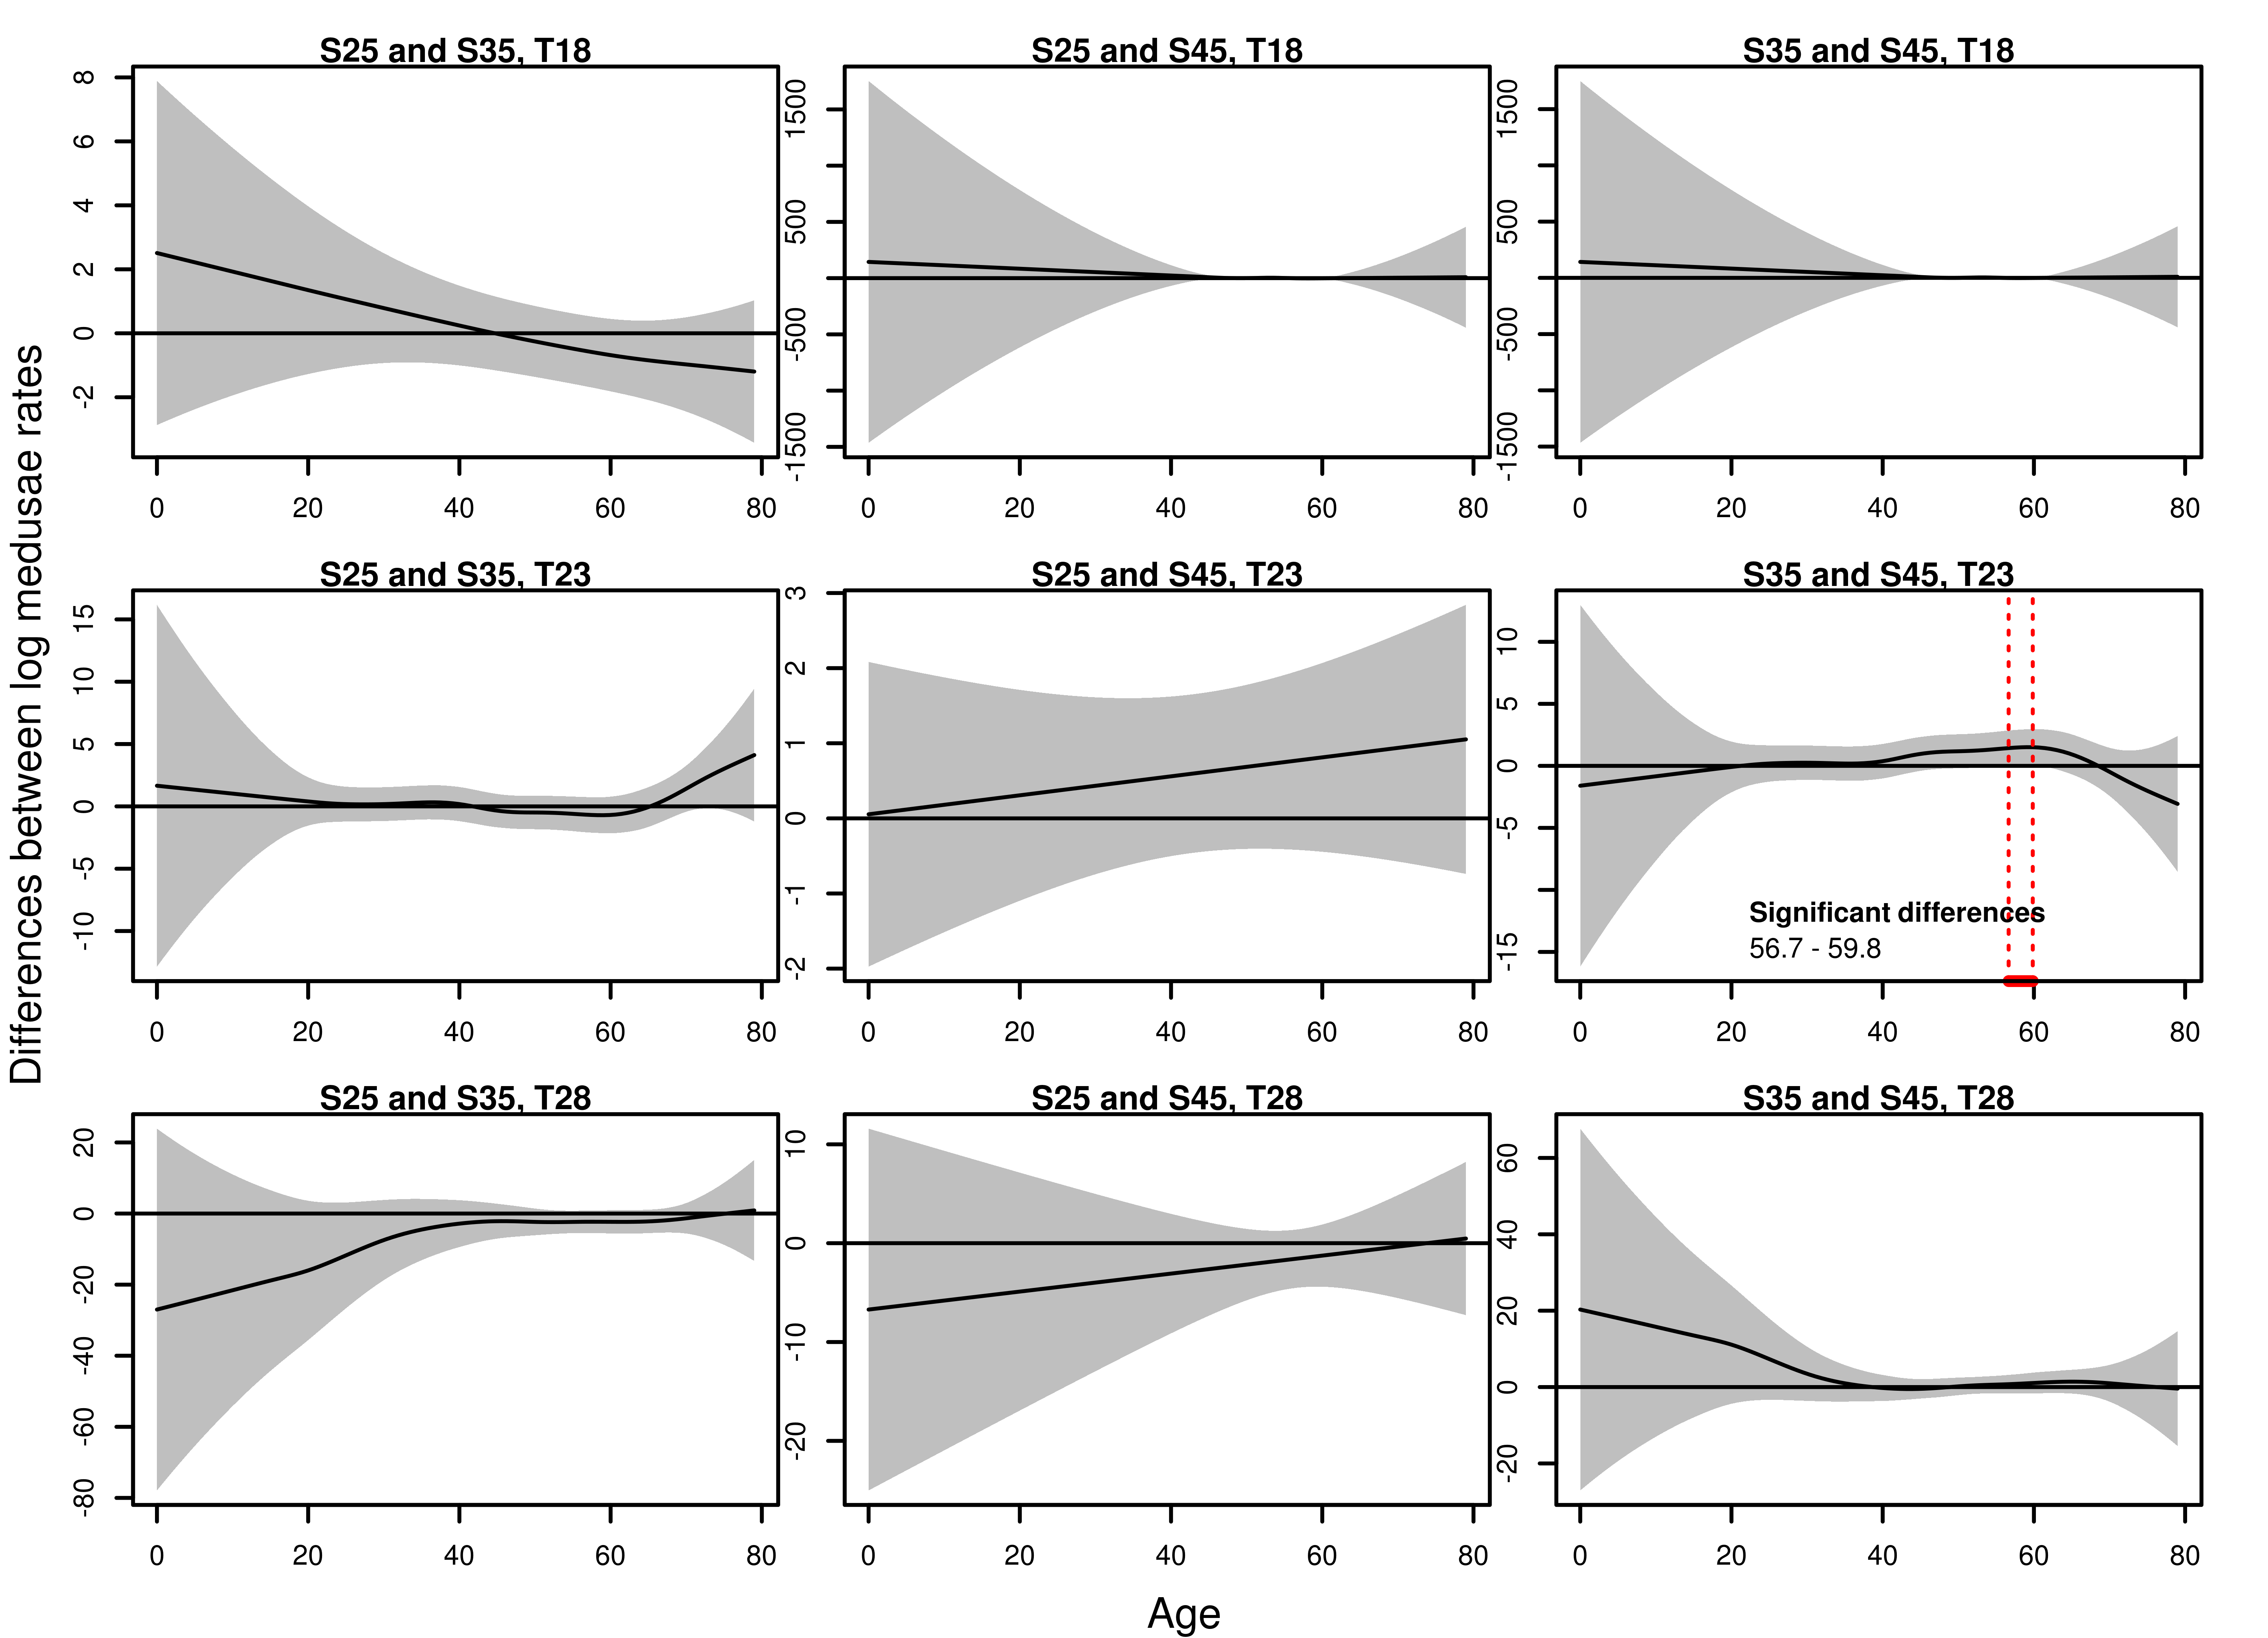 Differences between log medusae rates
S25 and S35, T18
8
6
4
2
0
-2
0 20 40 60 80
S25 and S45, T18
1500
500
-500
-1500
0 20 40 60 80
S35 and S45, T18
1500
500
-500
-1500
0 20 40 60 80
S25 and S35, T23
15
10
5
0
-5
-10
0 20 40 60 80
S25 and S45, T23
3
2
1
0
-1
-2
0 20 40 60 80
S35 and S45, T23
10
5
0
-5
-15
Significant differences
56.7 - 59.8
0 20 40 60 80
S25 and S35, T28
20
0
-20
-40
-60
-80
0 20 40 60 80
S25 and S45, T28
10
0
-10
-20
0 20 40 60 80
S35 and S45, T28
60
40
20
0
-20
0 20 40 60 80
Age